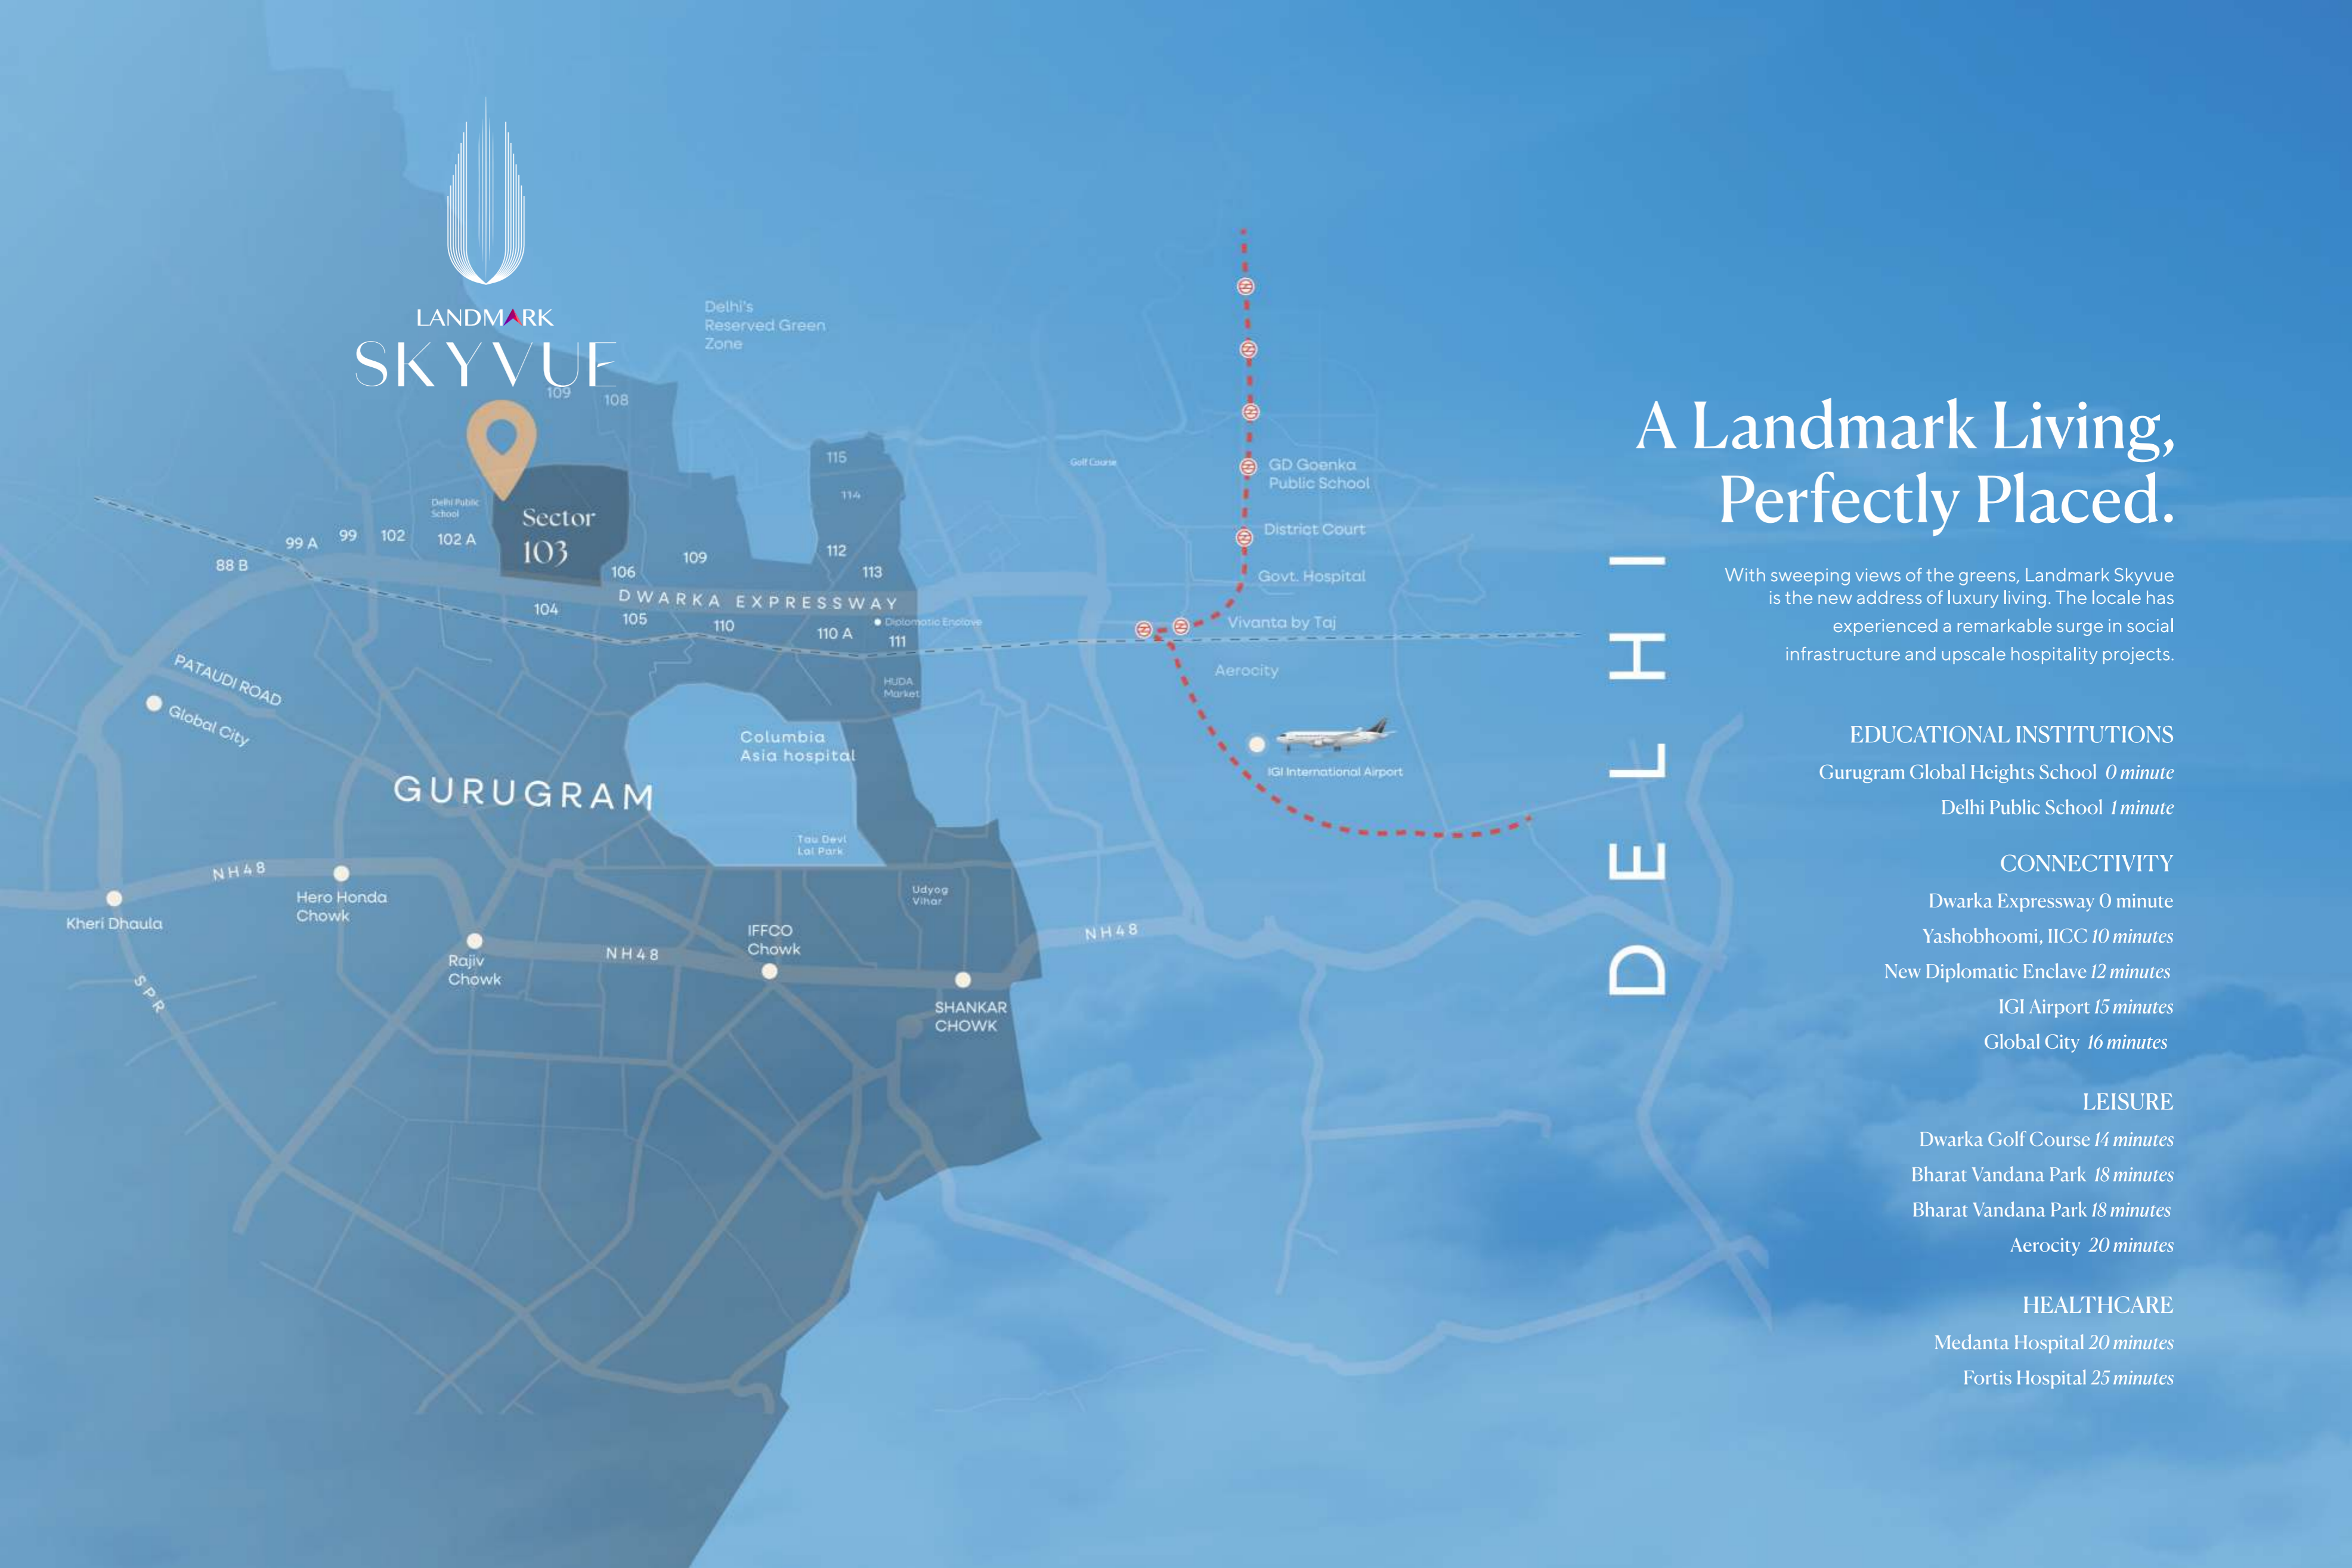 LANDMARK
SKYVUE
109
108
Delhi's
Reserved Green
Zone
Delhi Public
School
Sector
103
88 B
99 A
99
102
102 A
106
109
115
114
112
113
DWARKA EXPRESSWAY
104
105
110
110 A
Diplomatic Enclave
111
HUDA
Market
Golf Course
GD Goenka
Public School
District Court
Govt. Hospital
Vivanta by Taj
Aerocity
IGI International Airport
PATAUDI ROAD
Global City
Columbia
Asia hospital
GURUGRAM
Tau Devi
Lal Park
NH48
Hero Honda
Chowk
Kheri Dhaula
SPR
Rajiv
Chowk
NH48
IFFCO
Chowk
Udyog
Vihar
SHANKAR
CHOWK
NH48
DELHI
A Landmark Living,
Perfectly Placed.
With sweeping views of the greens, Landmark Skyvue
is the new address of luxury living. The locale has
experienced a remarkable surge in social
infrastructure and upscale hospitality projects.
EDUCATIONAL INSTITUTIONS
Gurugram Global Heights School 0 minute
Delhi Public School 1 minute
CONNECTIVITY
Dwarka Expressway 0 minute
Yashobhoomi, IICC 10 minutes
New Diplomatic Enclave 12 minutes
IGI Airport 15 minutes
Global City 16 minutes
LEISURE
Dwarka Golf Course 14 minutes
Bharat Vandana Park 18 minutes
Bharat Vandana Park 18 minutes
Aerocity 20 minutes
HEALTHCARE
Medanta Hospital 20 minutes
Fortis Hospital 25 minutes